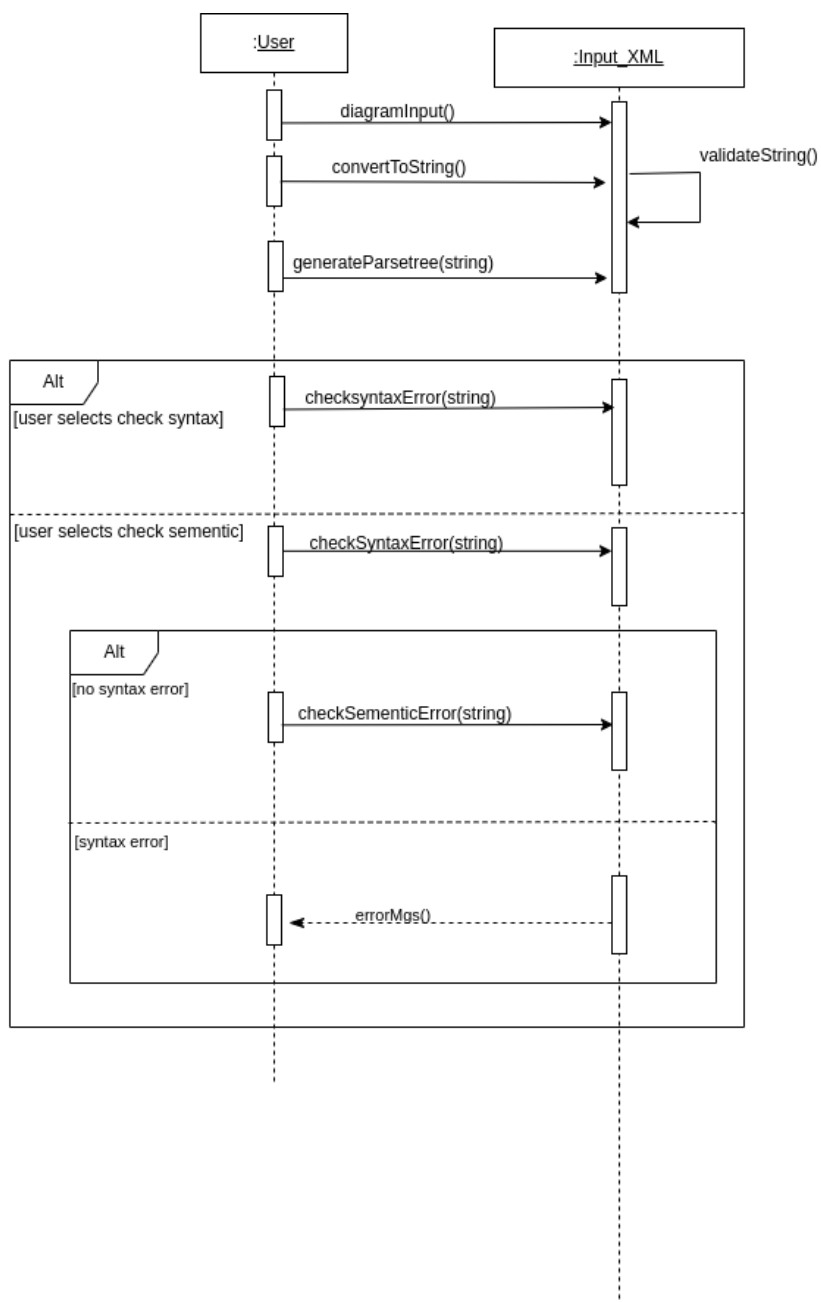 :User
:Input_XML
diagramInput()
validateString()
convertToString()
generateParsetree(string)
Alt
checksyntaxError(string)
[user selects check syntax]
[user selects check sementic]
checkSyntaxError(string)
Alt
[no syntax error]
checkSementicError(string)
[syntax error]
errorMgs()